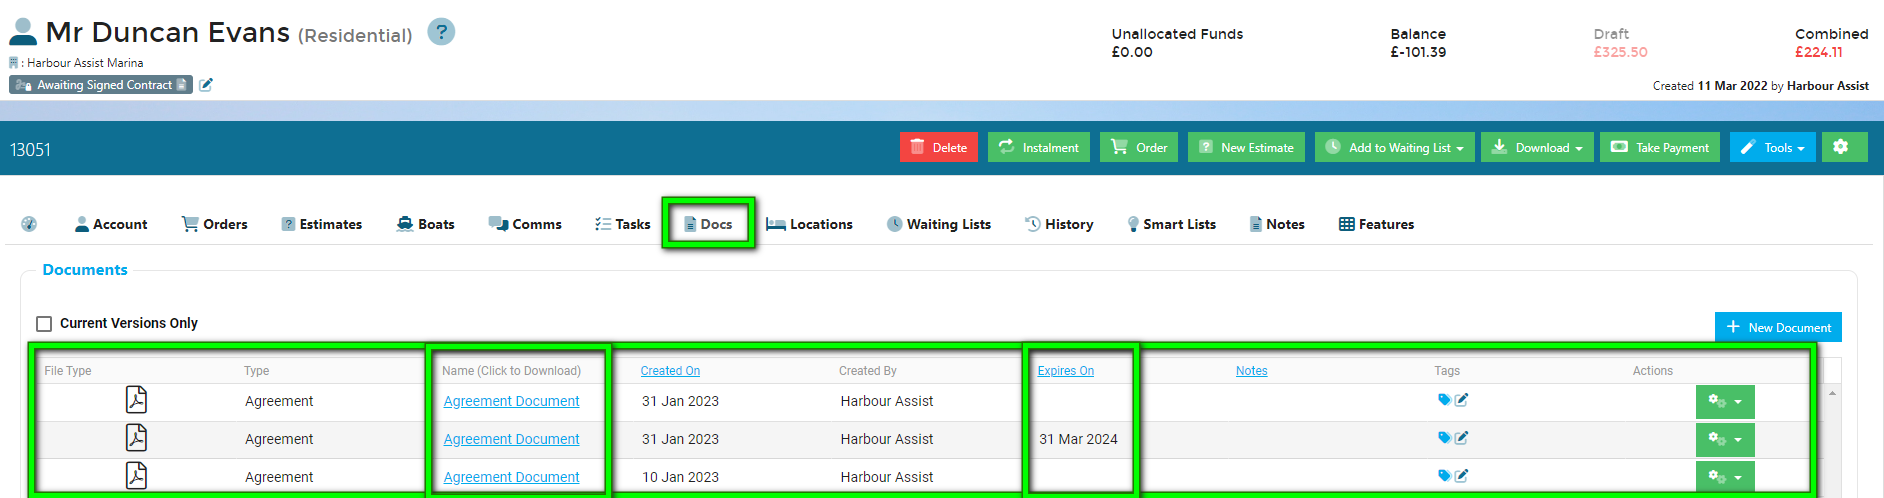 Mr Duncan Evans (Residential) ?
: Harbour Assist Marina
Awaiting Signed Contract
Unallocated Funds
£0.00
Balance
£-101.39
Draft
£325.50
Combined
£224.11
Created 11 Mar 2022 by Harbour Assist
13051
Delete Instalment Order New Estimate Add to Waiting List Download Take Payment Tools
Account Orders Estimates Boats Comms Tasks Docs Locations Waiting Lists History Smart Lists Notes Features
Documents
Current Versions Only
New Document
File Type Type Name (Click to Download) Created On Created By Expires On Notes Tags Actions
Agreement Agreement Document 31 Jan 2023 Harbour Assist
Agreement Agreement Document 31 Jan 2023 Harbour Assist 31 Mar 2024
Agreement Agreement Document 10 Jan 2023 Harbour Assist